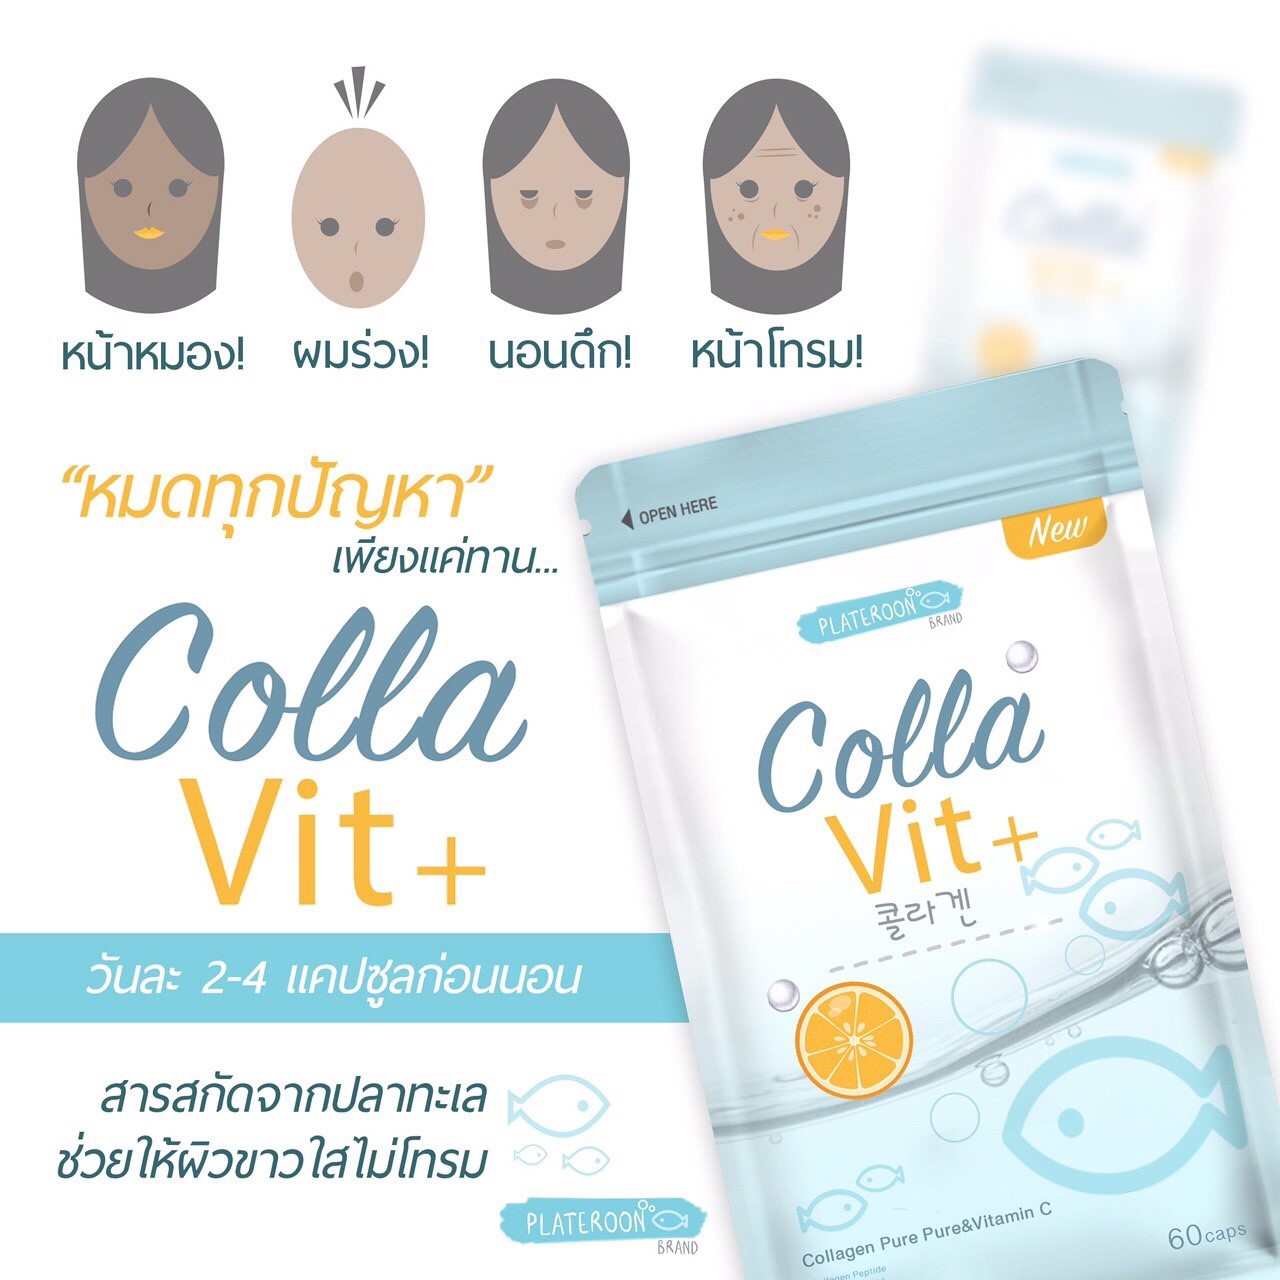 หน้าหมอง!
ผมร่วง!
นอนดึก!
หน้าโทรม!
“หมดทุกปัญหา”
เพียงแค่ทาน...
Colla
Vit +
วันละ 2-4 แคปซูลก่อนนอน
สารสกัดจากปลาทะเล
ช่วยให้ผิวขาวใสไม่โทรม
PLATEROON
BRAND
OPEN HERE
New
PLATEROON
BRAND
Colla
Vit +
콜라겐
Collagen Pure Pure&Vitamin C
Collagen Peptide
60caps
Colla
Vit +